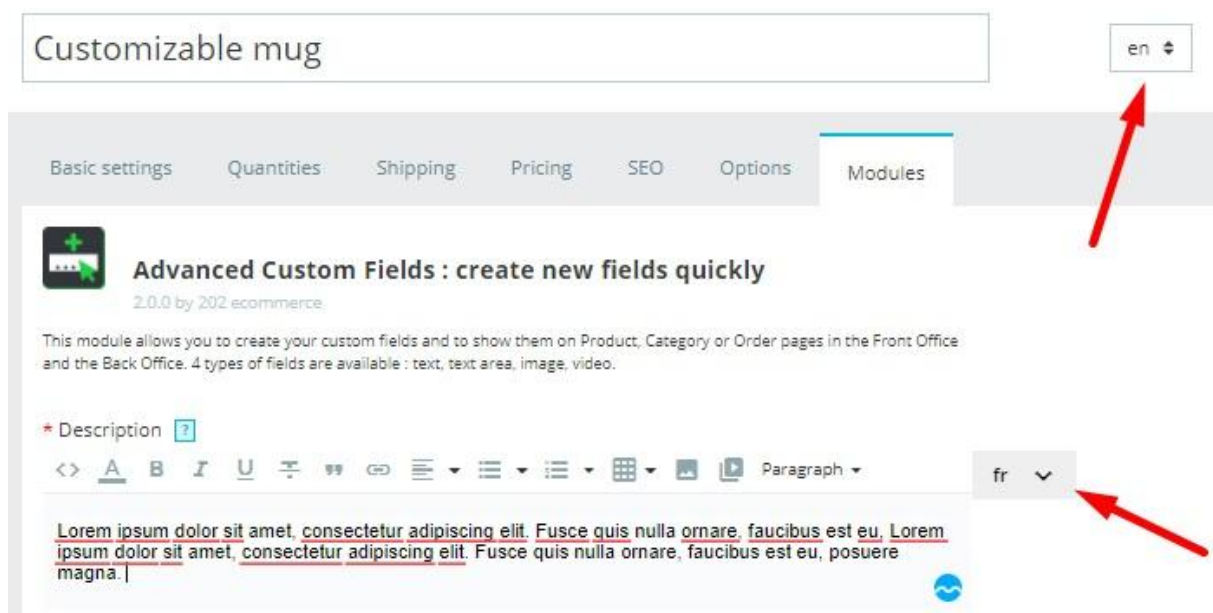 Customizable mug
en
Basic settings Quantities Shipping Pricing SEO Options Modules
Advanced Custom Fields : create new fields quickly
2.0.0 by 202 ecommerce
This module allows you to create your custom fields and to show them on Product, Category or Order pages in the Front Office
and the Back Office. 4 types of fields are available : text, text area, image, video.
* Description ?
<> A B I U Paragraph
fr
Lorem ipsum dolor sit amet, consectetur adipiscing elit. Fusce quis nulla ornare, faucibus est eu, Lorem
ipsum dolor sit amet, consectetur adipiscing elit. Fusce quis nulla ornare, faucibus est eu, posuere
magna.